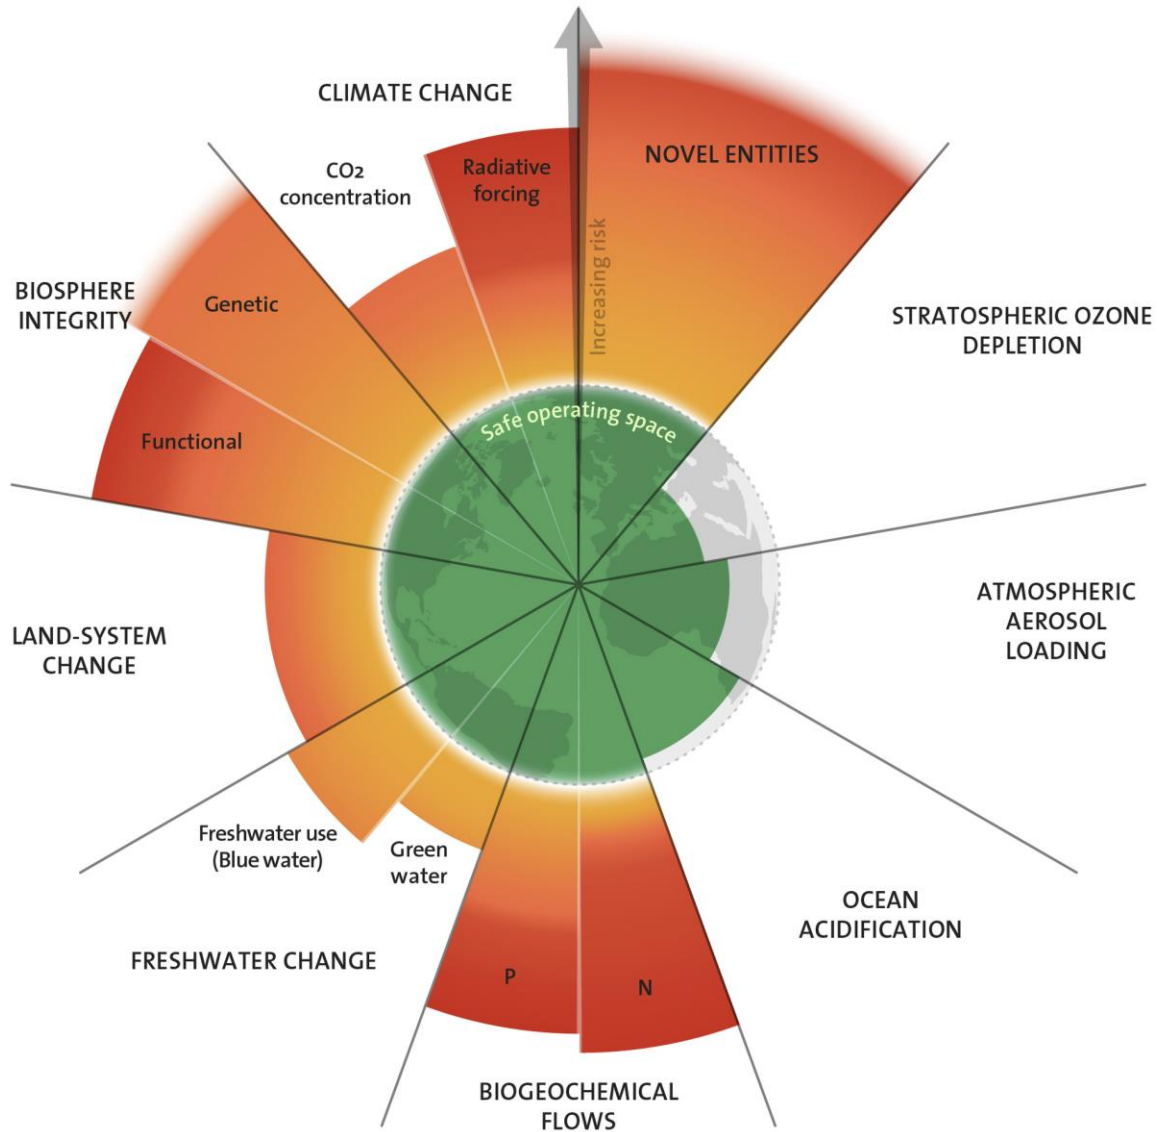 CLIMATE CHANGE
CO2
concentration
Radiative
forcing
NOVEL ENTITIES
Increasing risk
STRATOSPHERIC OZONE
DEPLETION
BIOSPHERE
INTEGRITY
Genetic
Functional
Safe operating space
ATMOSPHERIC
AEROSOL
LOADING
LAND-SYSTEM
CHANGE
Freshwater use
(Blue water)
Green
water
FRESHWATER CHANGE
OCEAN
ACIDIFICATION
P
N
BIOGEOCHEMICAL
FLOWS